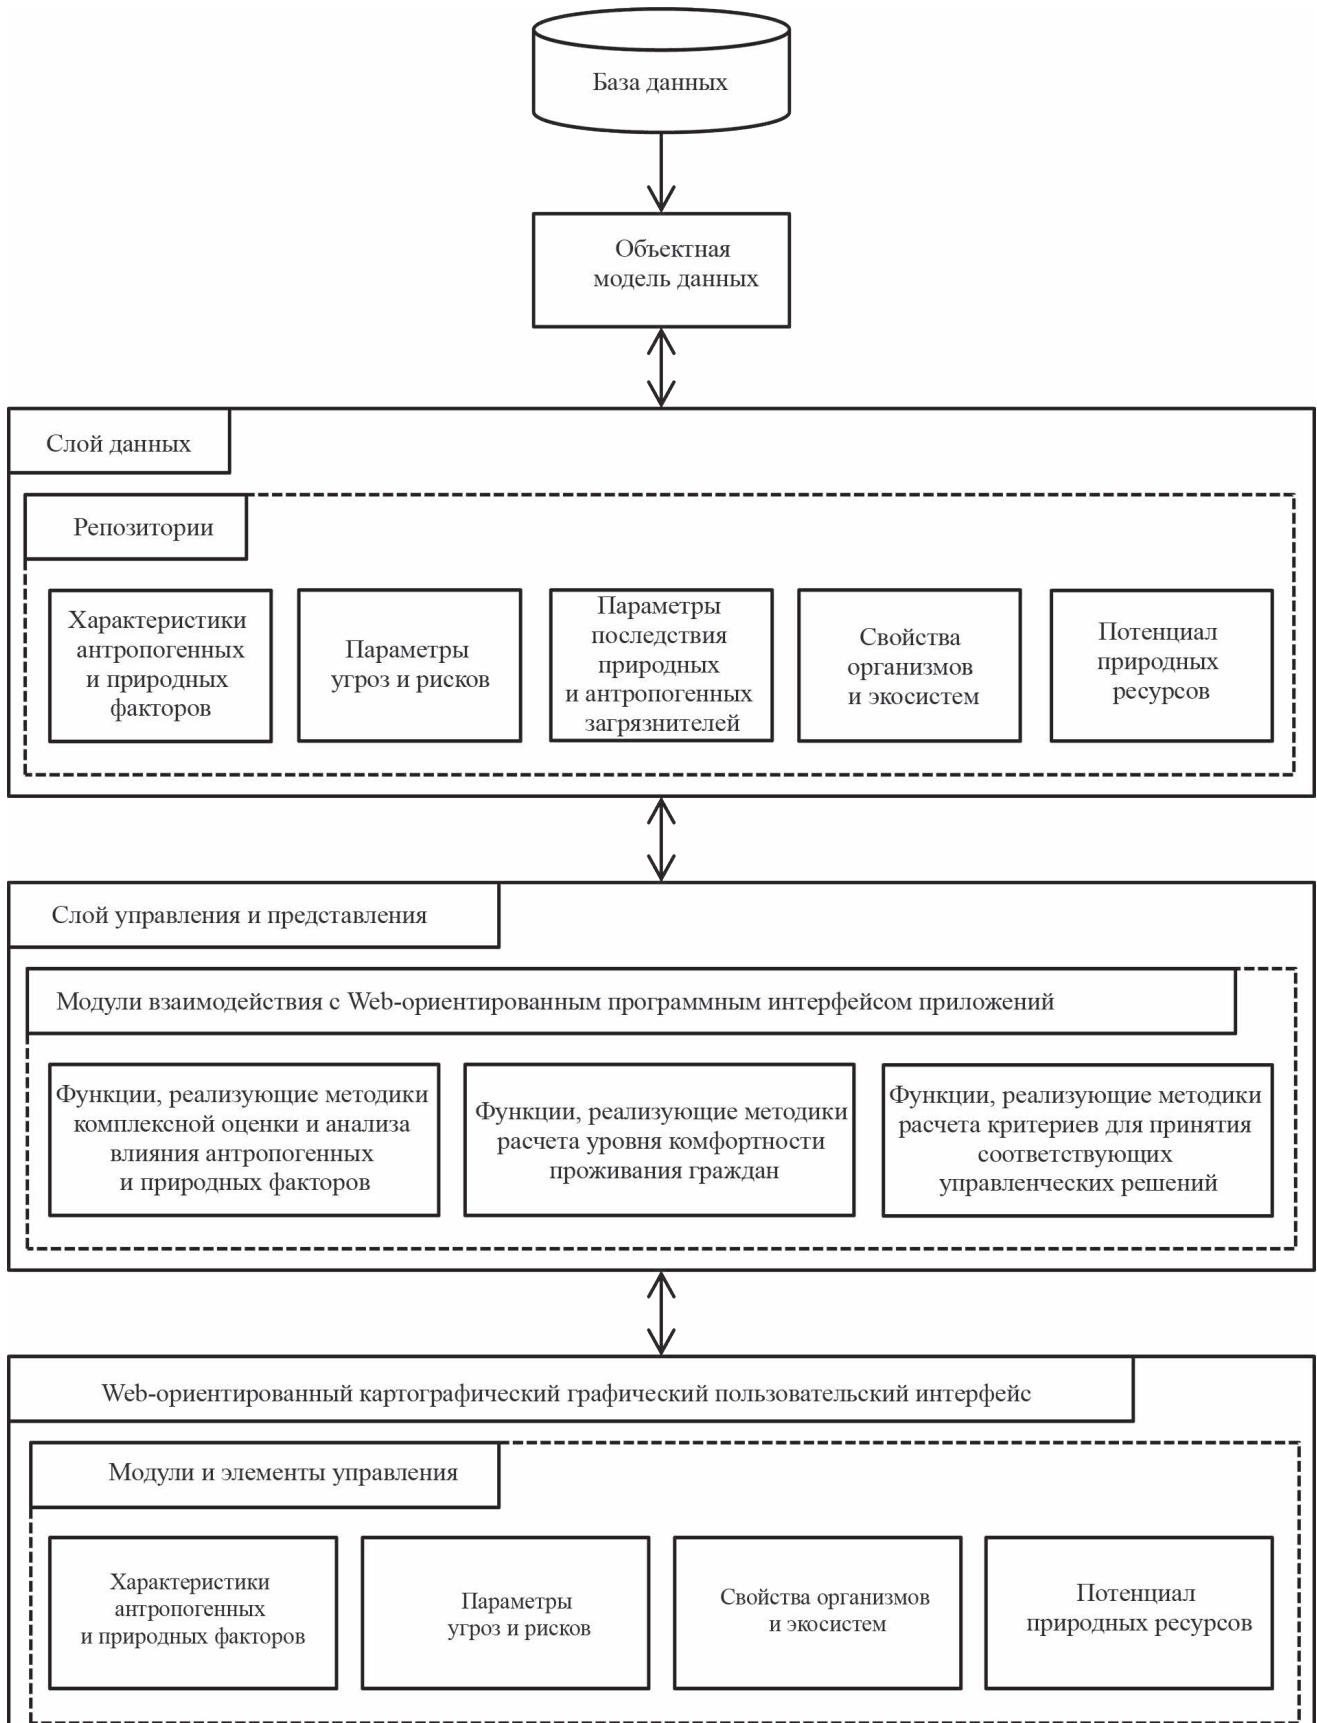 База данных
Объектная
модель данных
Слой данных
Репозитории
Характеристики
антропогенных
и природных
факторов
Параметры
угроз и рисков
Параметры
последствия
природных
и антропогенных
загрязнителей
Свойства
организмов
и экосистем
Потенциал
природных
ресурсов
Слой управления и представления
Модули взаимодействия с Web-ориентированным программным интерфейсом приложений
Функции, реализующие методики
комплексной оценки и анализа
влияния антропогенных
и природных факторов
Функции, реализующие методики
расчета уровня комфортности
проживания граждан
Функции, реализующие методики
расчета критериев для принятия
соответствующих
управленческих решений
Web-ориентированный картографический графический пользовательский интерфейс
Модули и элементы управления
Характеристики
антропогенных
и природных факторов
Параметры
угроз и рисков
Свойства организмов
и экосистем
Потенциал
природных ресурсов